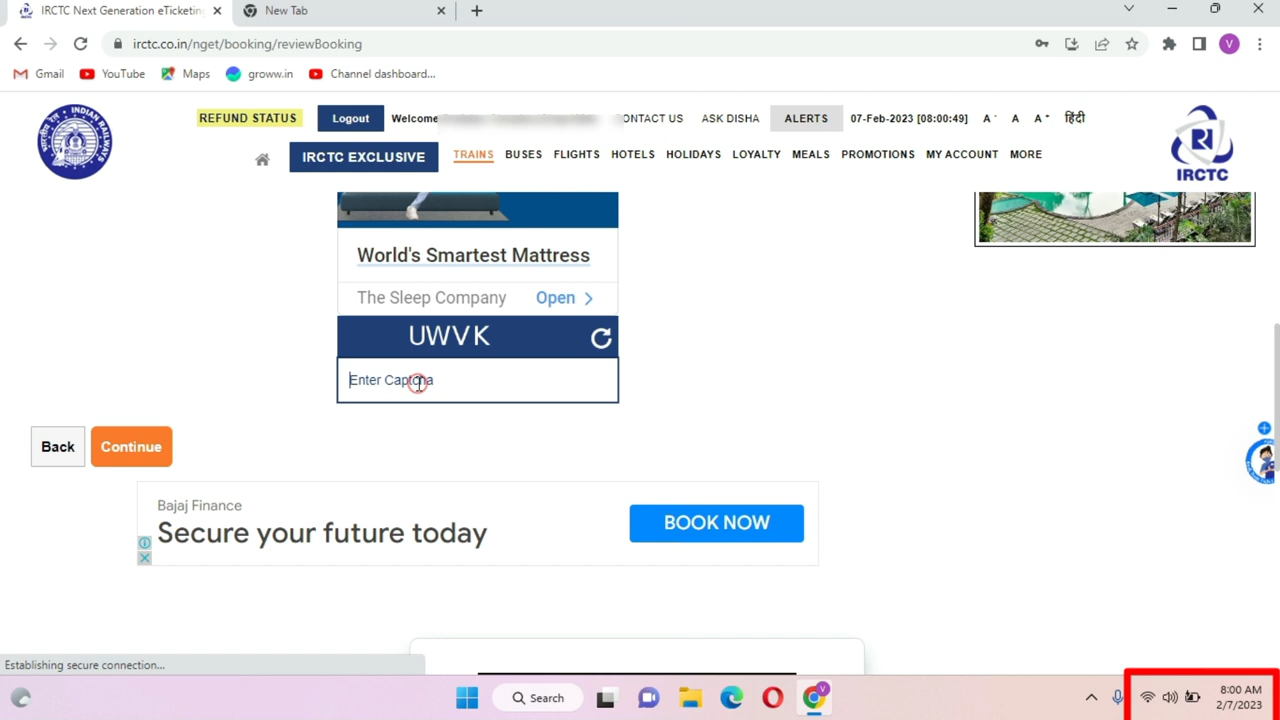 IRCTC Next Generation eTicketing
New Tab
irctc.co.in/nget/booking/reviewBooking
V
Gmail
YouTube
Maps
groww.in
Channel dashboard...
REFUND STATUS
Logout
Welcome
CONTACT US
ASK DISHA
ALERTS
07-Feb-2023 [08:00:49]
A-
A
A+
हिंदी
IRCTC EXCLUSIVE
TRAINS
BUSES
FLIGHTS
HOTELS
HOLIDAYS
LOYALTY
MEALS
PROMOTIONS
MY ACCOUNT
MORE
IRCTC
World's Smartest Mattress
The Sleep Company
Open
UWVK
Enter Captcha
Back
Continue
Bajaj Finance
Secure your future today
BOOK NOW
Establishing secure connection...
Search
V
8:00 AM
2/7/2023